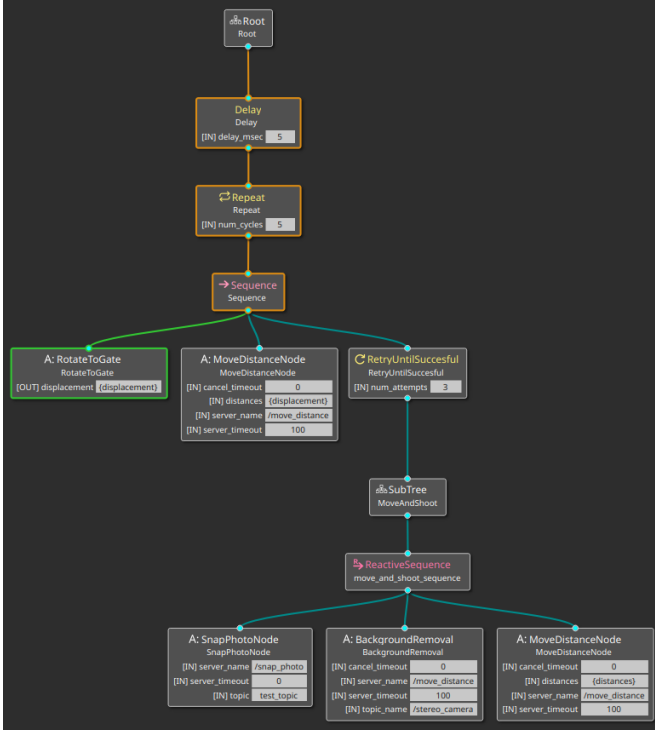 Root
Root
Delay
Delay
[IN] delay_msec 5
Repeat
Repeat
[IN] num_cycles 5
Sequence
Sequence
A: RotateToGate
RotateToGate
[OUT] displacement {displacement}
A: MoveDistanceNode
MoveDistanceNode
[IN] cancel_timeout 0
[IN] distances {displacement}
[IN] server_name /move_distance
[IN] server_timeout 100
RetryUntilSuccesful
RetryUntilSuccesful
[IN] num_attempts 3
SubTree
MoveAndShoot
ReactiveSequence
move_and_shoot_sequence
A: SnapPhotoNode
SnapPhotoNode
[IN] server_name /snap_photo
[IN] server_timeout 0
[IN] topic test_topic
A: BackgroundRemoval
BackgroundRemoval
[IN] cancel_timeout 0
[IN] server_name /move_distance
[IN] server_timeout 100
[IN] topic_name /stereo_camera
A: MoveDistanceNode
MoveDistanceNode
[IN] cancel_timeout 0
[IN] distances {distances}
[IN] server_name /move_distance
[IN] server_timeout 100